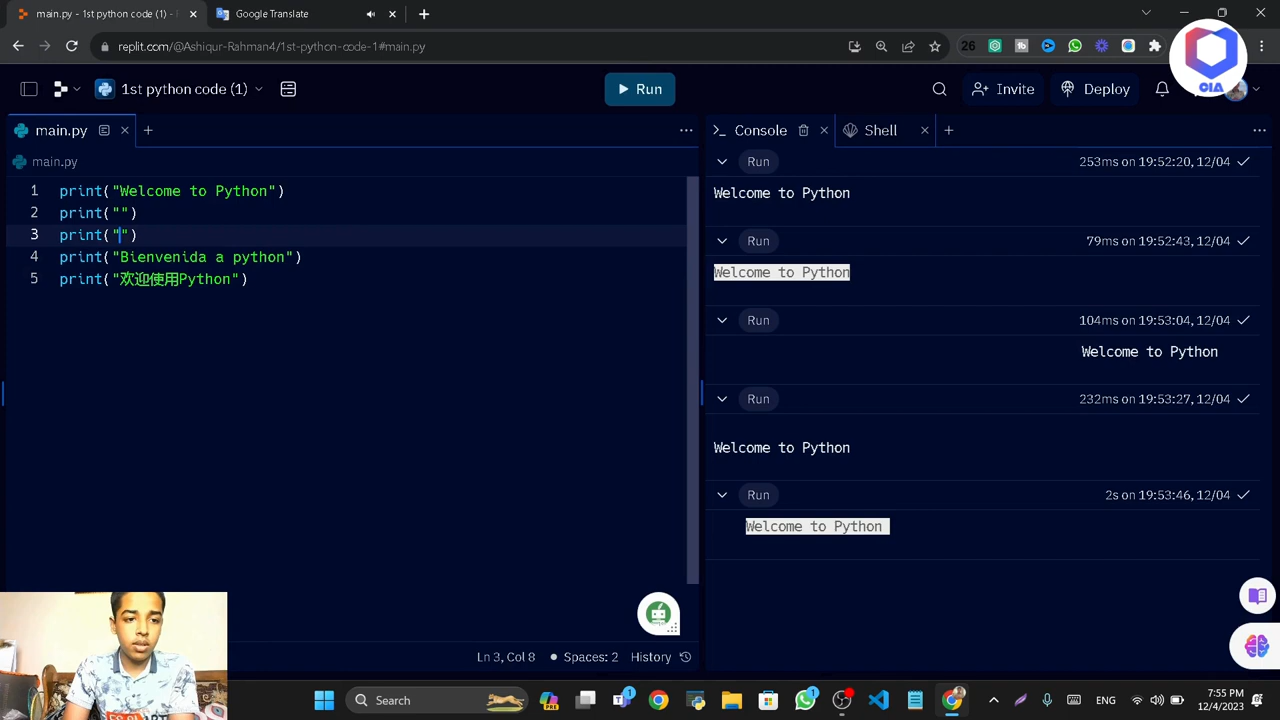 main.py - 1st python code (1) -
Google Translate
replit.com/@Ashiqur-Rahman4/1st-python-code-1#main.py
26
CIA
1st python code (1)
Run
Invite
Deploy
main.py
Console
Shell
main.py
1 print("Welcome to Python")
2 print("")
3 print("")
4 print("Bienvenida a python")
5 print("欢迎使用Python")
Run
253ms on 19:52:20, 12/04
Welcome to Python
Run
79ms on 19:52:43, 12/04
Welcome to Python
Run
104ms on 19:53:04, 12/04
Welcome to Python
Run
232ms on 19:53:27, 12/04
Welcome to Python
Run
2s on 19:53:46, 12/04
Welcome to Python
Ln 3, Col 8
Spaces: 2
History
Search
1
1
ENG
7:55 PM
12/4/2023